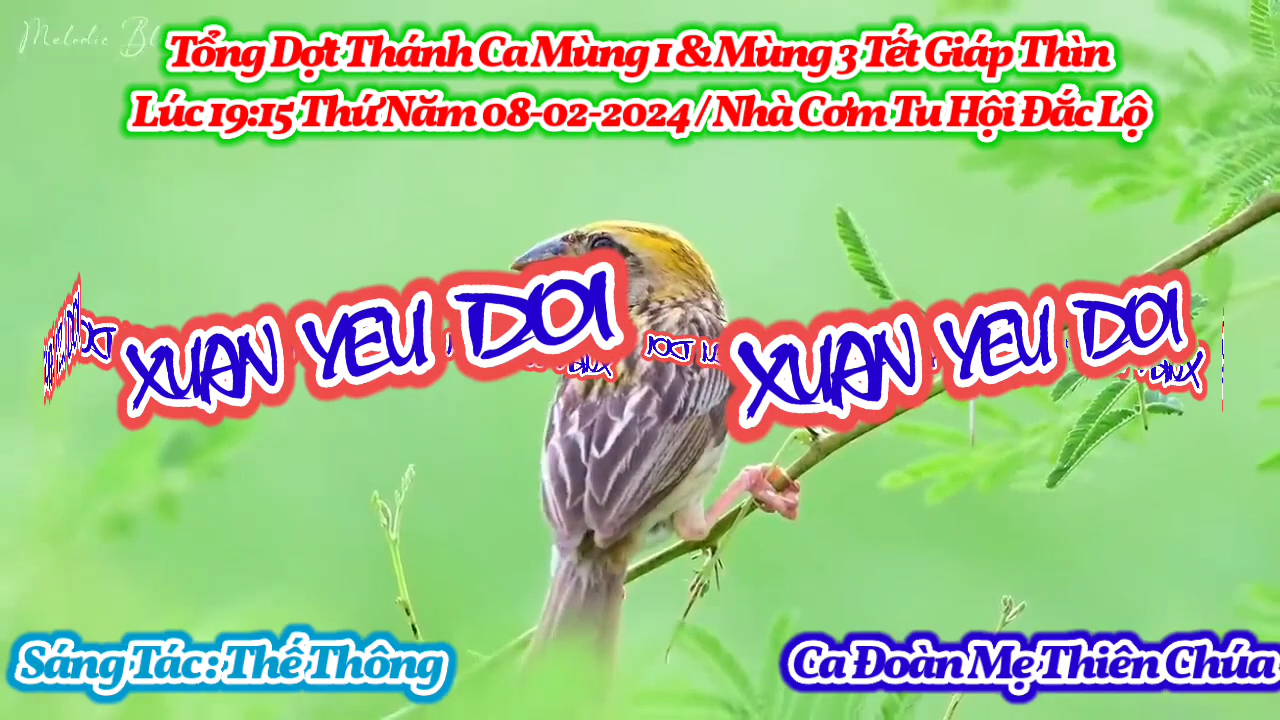 Melodic Bl
Tổng Dợt Thánh Ca Mùng 1 & Mùng 3 Tết Giáp Thìn
Lúc 19:15 Thứ Năm 08-02-2024 / Nhà Cơm Tu Hội Đắc Lộ
XUAN YEU DOI XUAN YEU DOI
Sáng Tác : Thế Thông
Ca Đoàn Mẹ Thiên Chúa